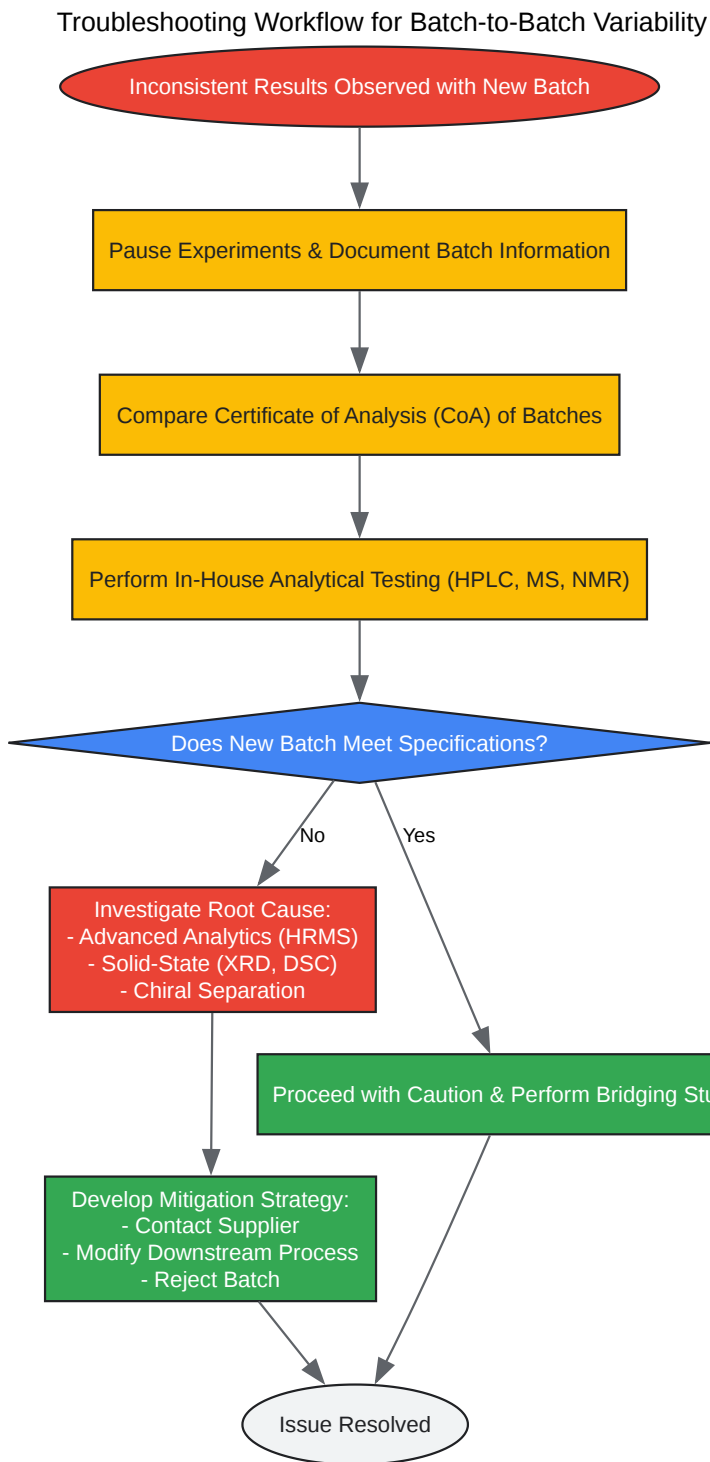 Troubleshooting Workflow for Batch-to-Batch Variability
Inconsistent Results Observed with New Batch
Pause Experiments & Document Batch Information
Compare Certificate of Analysis (CoA) of Batches
Perform In-House Analytical Testing (HPLC, MS, NMR)
Does New Batch Meet Specifications?
No
Yes
Investigate Root Cause:
- Advanced Analytics (HRMS)
- Solid-State (XRD, DSC)
- Chiral Separation
Proceed with Caution & Perform Bridging
Develop Mitigation Strategy:
- Contact Supplier
- Modify Downstream Process
- Reject Batch
Issue Resolved